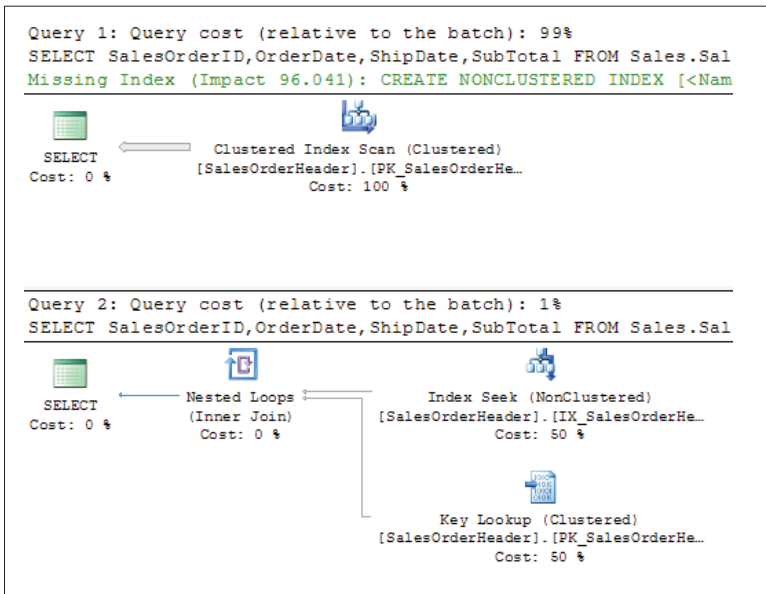 Query 1: Query cost (relative to the batch): 99%
SELECT SalesOrderID,OrderDate,ShipDate,SubTotal FROM Sales.Sal
Missing Index (Impact 96.041): CREATE NONCLUSTERED INDEX [<Nam
SELECT
Cost: 0 %
Clustered Index Scan (Clustered)
[SalesOrderHeader].[PK_SalesOrderHe…
Cost: 100 %
Query 2: Query cost (relative to the batch): 1%
SELECT SalesOrderID,OrderDate,ShipDate,SubTotal FROM Sales.Sal
SELECT
Cost: 0 %
Nested Loops
(Inner Join)
Cost: 0 %
Index Seek (NonClustered)
[SalesOrderHeader].[IX_SalesOrderHe…
Cost: 50 %
Key Lookup (Clustered)
[SalesOrderHeader].[PK_SalesOrderHe…
Cost: 50 %